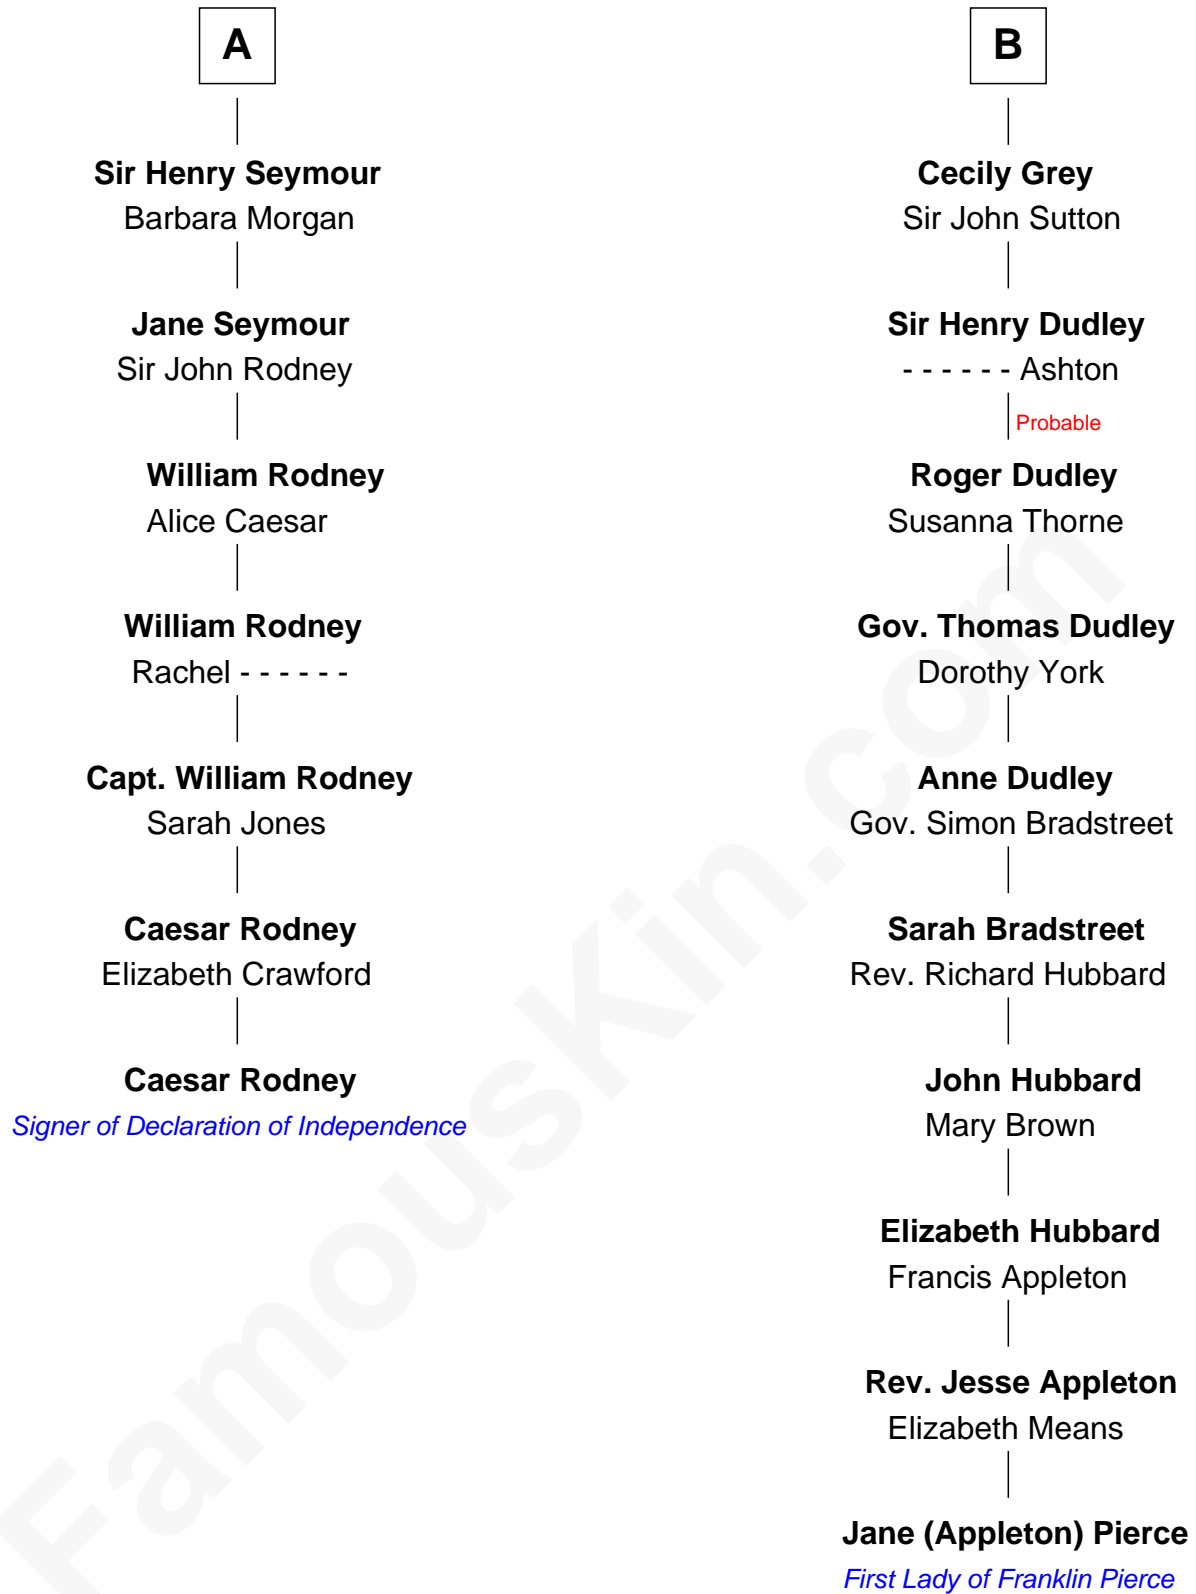 A
Sir Henry Seymour
Barbara Morgan
Jane Seymour
Sir John Rodney
William Rodney
Alice Caesar
William Rodney
Rachel - - - - - -
Capt. William Rodney
Sarah Jones
Caesar Rodney
Elizabeth Crawford
Caesar Rodney
Signer of Declaration of Independence
B
Cecily Grey
Sir John Sutton
Sir Henry Dudley
- - - - - - Ashton
Probable
Roger Dudley
Susanna Thorne
Gov. Thomas Dudley
Dorothy York
Anne Dudley
Gov. Simon Bradstreet
Sarah Bradstreet
Rev. Richard Hubbard
John Hubbard
Mary Brown
Elizabeth Hubbard
Francis Appleton
Rev. Jesse Appleton
Elizabeth Means
Jane (Appleton) Pierce
First Lady of Franklin Pierce
FamousKin.com